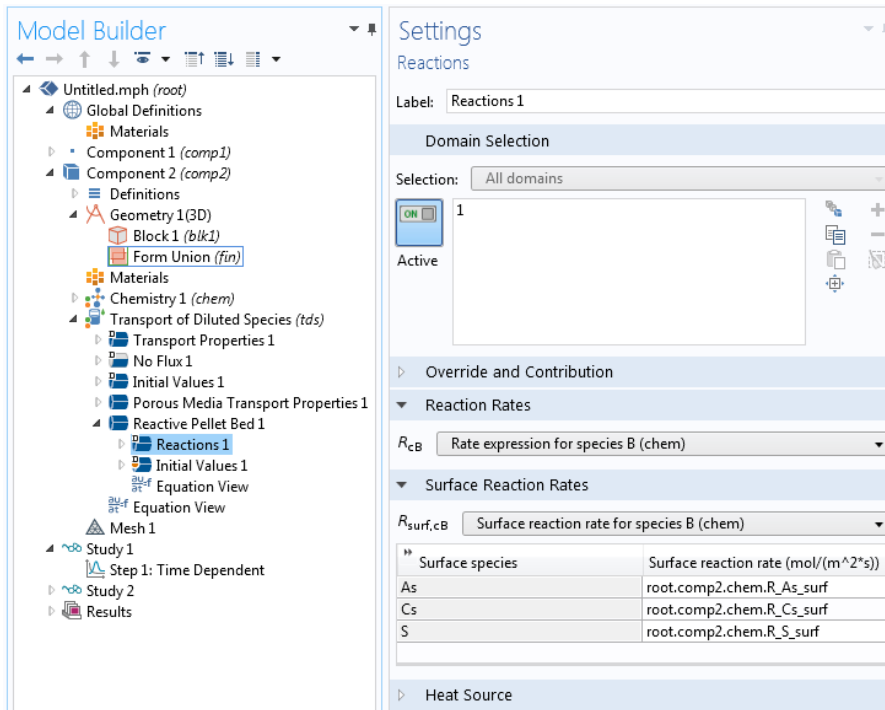 Model Builder
Untitled.mph (root)
Global Definitions
Materials
Component 1 (comp1)
Component 2 (comp2)
Definitions
Geometry 1(3D)
Block 1 (blk1)
Form Union (fin)
Materials
Chemistry 1 (chem)
Transport of Diluted Species (tds)
Transport Properties 1
No Flux 1
Initial Values 1
Porous Media Transport Properties 1
Reactive Pellet Bed 1
Reactions 1
Initial Values 1
Equation View
Equation View
Mesh 1
Study 1
Step 1: Time Dependent
Study 2
Results
Settings
Reactions
Label: Reactions 1
Domain Selection
Selection: All domains
ON 1
Active
Override and Contribution
Reaction Rates
RcB Rate expression for species B (chem)
Surface Reaction Rates
Rsurf,cB Surface reaction rate for species B (chem)
Surface species Surface reaction rate (mol/(m^2*s))
As root.comp2.chem.R_As_surf
Cs root.comp2.chem.R_Cs_surf
S root.comp2.chem.R_S_surf
Heat Source